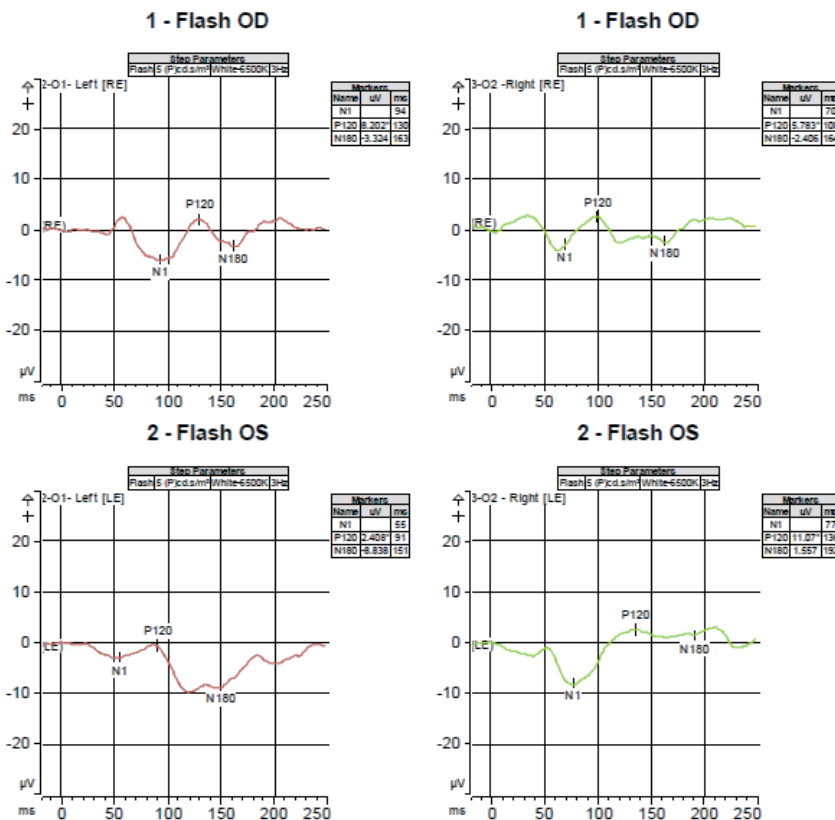 1 - Flash OD
Step Parameters
Flash 5 (P)cd.s/m² White-6500K 3Hz
2-O1- Left [RE]
Markers
Name uV ms
N1 94
P120 8.202* 130
N180 -3.324 163
+
20
10
0
-10
-20
µV
ms
(RE)
P120
N1
N180
0 50 100 150 200 250
1 - Flash OD
Step Parameters
Flash 5 (P)cd.s/m² White-6500K 3Hz
3-O2 -Right [RE]
Markers
Name uV ms
N1 70
P120 5.783*
N180 -2.406 164
+
20
10
0
-10
-20
µV
ms
(RE)
P120
N1
N180
0 50 100 150 200 250
2 - Flash OS
Step Parameters
Flash 5 (P)cd.s/m² White-6500K 3Hz
2-O1- Left [LE]
Markers
Name uV ms
N1 55
P120 2.408* 91
N180 151
+
20
10
0
-10
-20
µV
ms
(LE)
P120
N1
N180
0 50 100 150 200 250
2 - Flash OS
Step Parameters
Flash 5 (P)cd.s/m² White-6500K 3Hz
3-O2 - Right [LE]
Markers
Name uV ms
N1 77
P120 11.07* 136
N180 1.557
+
20
10
0
-10
-20
µV
ms
(LE)
P120
N1
N180
0 50 100 150 200 250